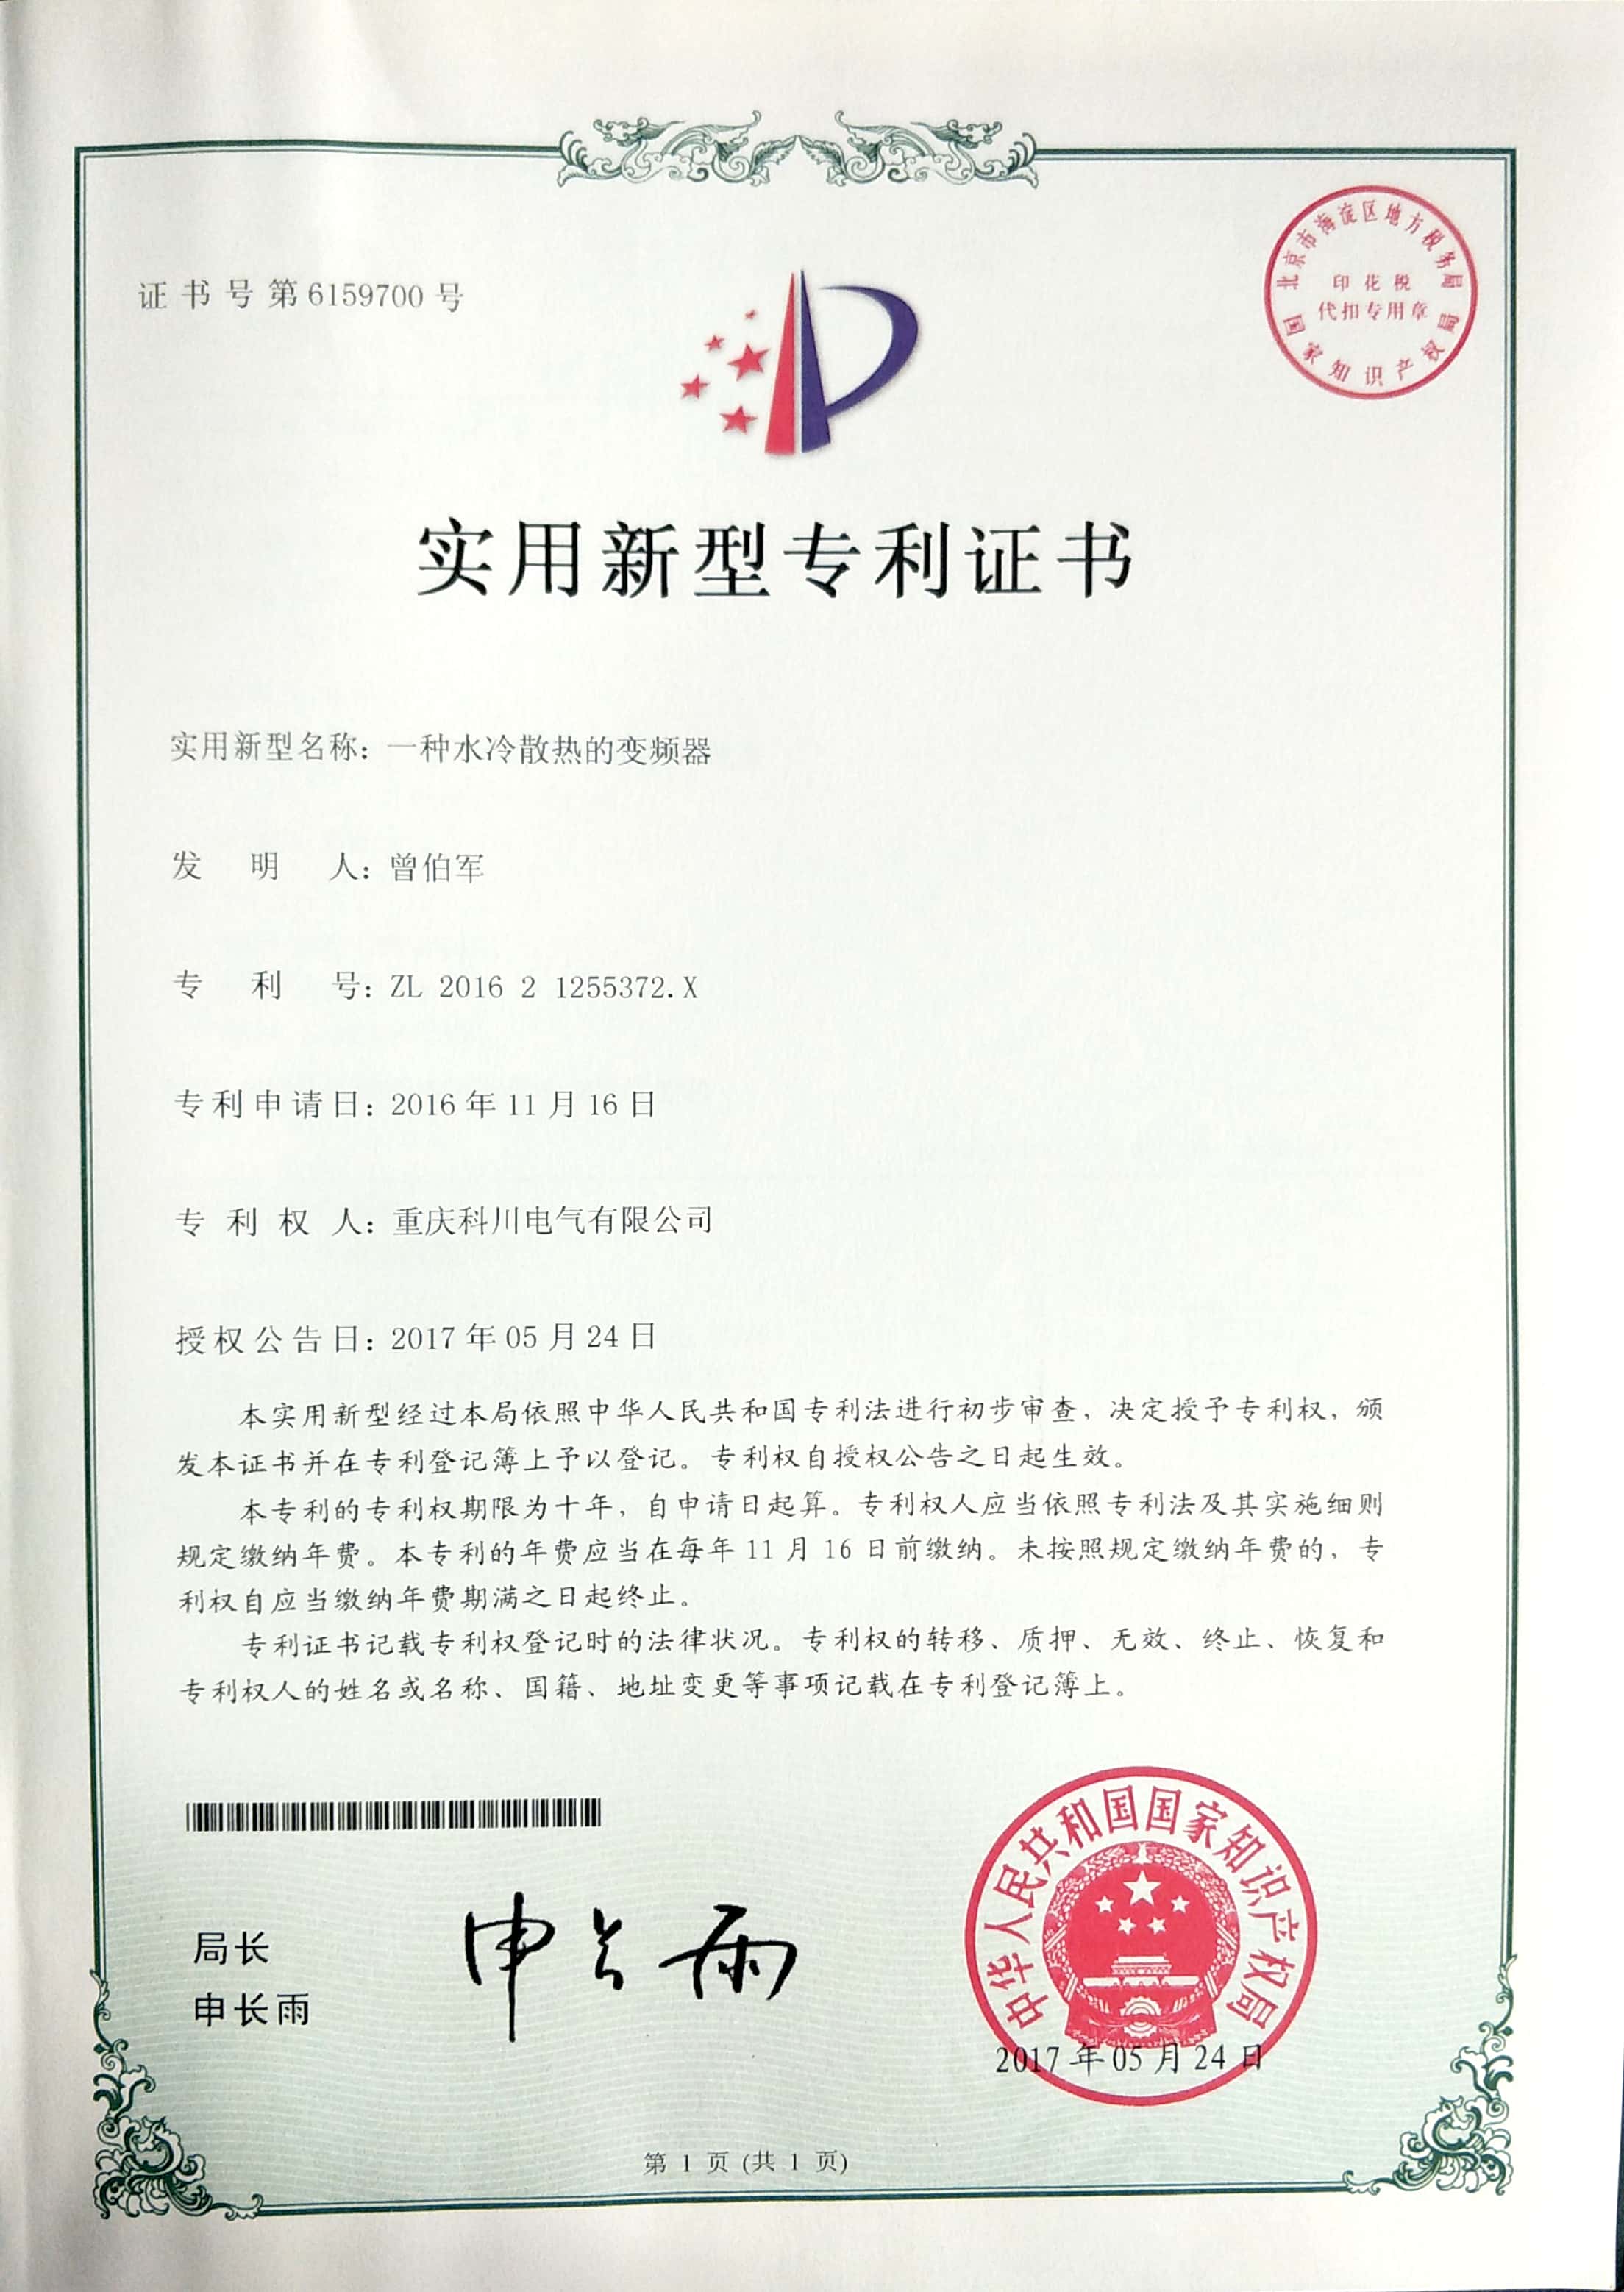 证书号第6159700号
北京市海淀区地方税务局
印花税
代扣专用章
国家知识产权局
实用新型专利证书
实用新型名称：一种水冷散热的变频器
发明人：曾伯军
专利号：ZL 2016 2 1255372.X
专利申请日：2016年11月16日
专利权人：重庆科川电气有限公司
授权公告日：2017年05月24日
本实用新型经过本局依照中华人民共和国专利法进行初步审查，决定授予专利权，颁
发本证书并在专利登记簿上予以登记。专利权自授权公告之日起生效。
本专利的专利权期限为十年，自申请日起算。专利权人应当依照专利法及其实施细则
规定缴纳年费。本专利的年费应当在每年11月16日前缴纳。未按照规定缴纳年费的，专
利权自应当缴纳年费期满之日起终止。
专利证书记载专利权登记时的法律状况。专利权的转移、质押、无效、终止、恢复和
专利权人的姓名或名称、国籍、地址变更等事项记载在专利登记簿上。
局长
申长雨
申长雨
中华人民共和国国家知识产权局
2017年05月24日
第1页(共1页)